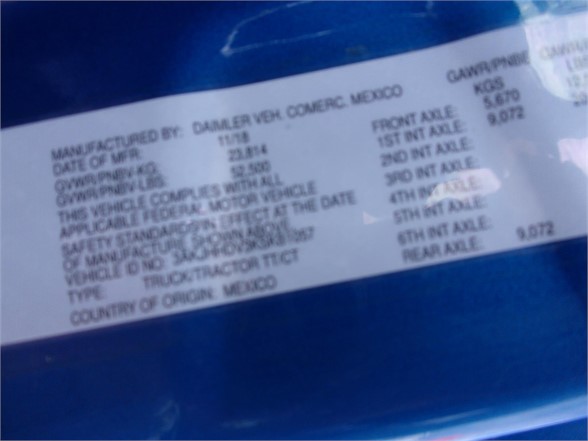 MANUFACTURED BY: DAIMLER VEH. COMERC. MEXICO
DATE OF MFR: 11/18
GVWR/PNBV-KG: 23,814
GVWR/PNBV-LBS: 52,500
THIS VEHICLE COMPLIES WITH ALL
APPLICABLE FEDERAL MOTOR VEHICLE
SAFETY STANDARDS IN EFFECT AT THE DATE
OF MANUFACTURE SHOWN ABOVE
VEHICLE ID NO:
TYPE: TRUCK/TRACTOR TT/CT
COUNTRY OF ORIGIN: MEXICO
GAWR/PNBE
KGS
FRONT AXLE: 5,670
1ST INT AXLE: 9,072
2ND INT AXLE:
3RD INT AXLE:
4TH INT AXLE:
5TH INT AXLE:
6TH INT AXLE:
REAR AXLE: 9,072